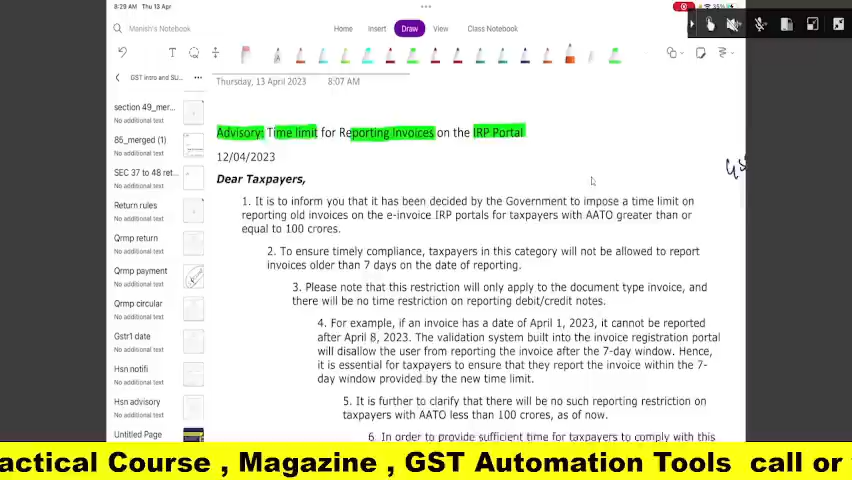 8:29 AM Thu 13 Apr
35%
Manish's Notebook
Home Insert Draw View Class Notebook
GST intro and SU...
Thursday, 13 April 2023 8:07 AM
section 49_mer...
No additional text
85_merged (1)
No additional text
SEC 37 to 48 ret...
No additional text
Return rules
No additional text
Qrmp return
No additional text
Qrmp payment
No additional text
Qrmp circular
No additional text
Gstr1 date
No additional text
Hsn notifi
No additional text
Hsn advisory
No additional text
Untitled Page
Advisory: Time limit for Reporting Invoices on the IRP Portal
12/04/2023
Dear Taxpayers,
1. It is to inform you that it has been decided by the Government to impose a time limit on
reporting old invoices on the e-invoice IRP portals for taxpayers with AATO greater than or
equal to 100 crores.
2. To ensure timely compliance, taxpayers in this category will not be allowed to report
invoices older than 7 days on the date of reporting.
3. Please note that this restriction will only apply to the document type invoice, and
there will be no time restriction on reporting debit/credit notes.
4. For example, if an invoice has a date of April 1, 2023, it cannot be reported
after April 8, 2023. The validation system built into the invoice registration portal
will disallow the user from reporting the invoice after the 7-day window. Hence,
it is essential for taxpayers to ensure that they report the invoice within the 7-
day window provided by the new time limit.
5. It is further to clarify that there will be no such reporting restriction on
taxpayers with AATO less than 100 crores, as of now.
6. In order to provide sufficient time for taxpayers to comply with this
actical Course , Magazine , GST Automation Tools call or